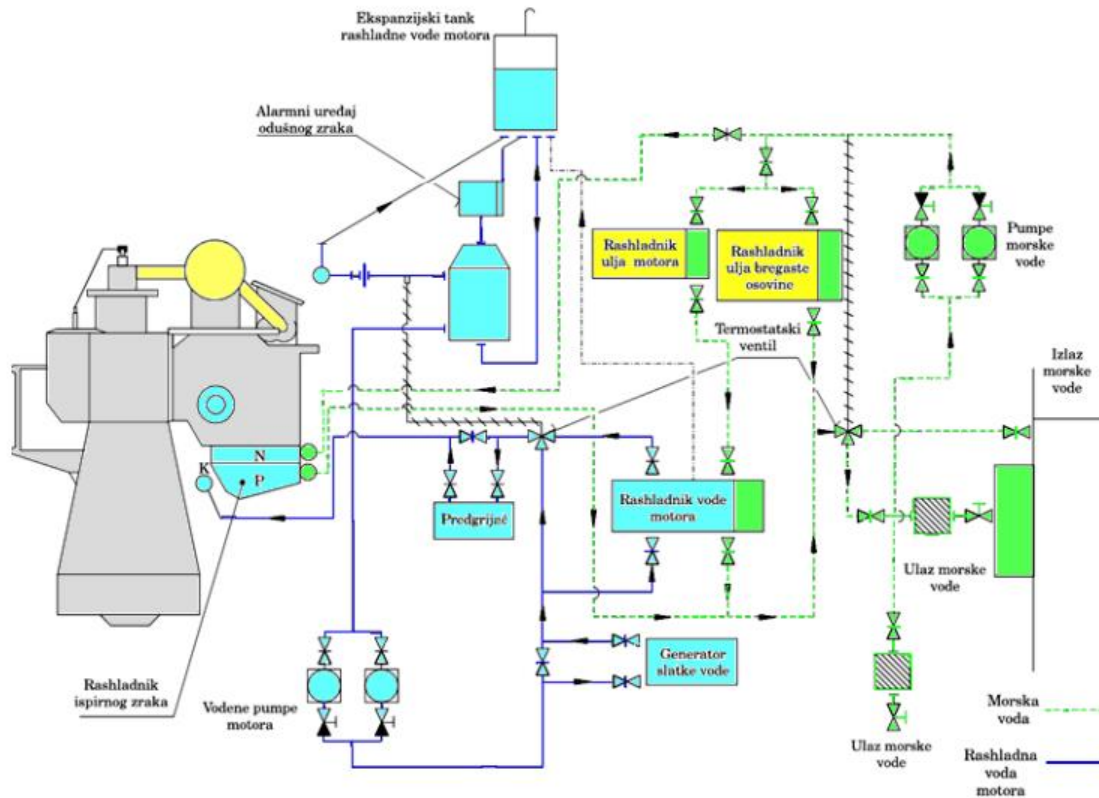 Ekspanzijski tank
rashladne vode motora
Alarmni uređaj
odušnog zraka
Rashladnik
ulja motora
Rashladnik
ulja bregaste
osovine
Pumpe
morske
vode
Termostatski
ventil
Izlaz
morske
vode
N
K
P
Predgrijač
Rashladnik vode
motora
Ulaz morske
vode
Generator
slatke vode
Rashladnik
ispirnog zraka
Vodene pumpe
motora
Ulaz morske
vode
Morska
voda
Rashladna
voda
motora